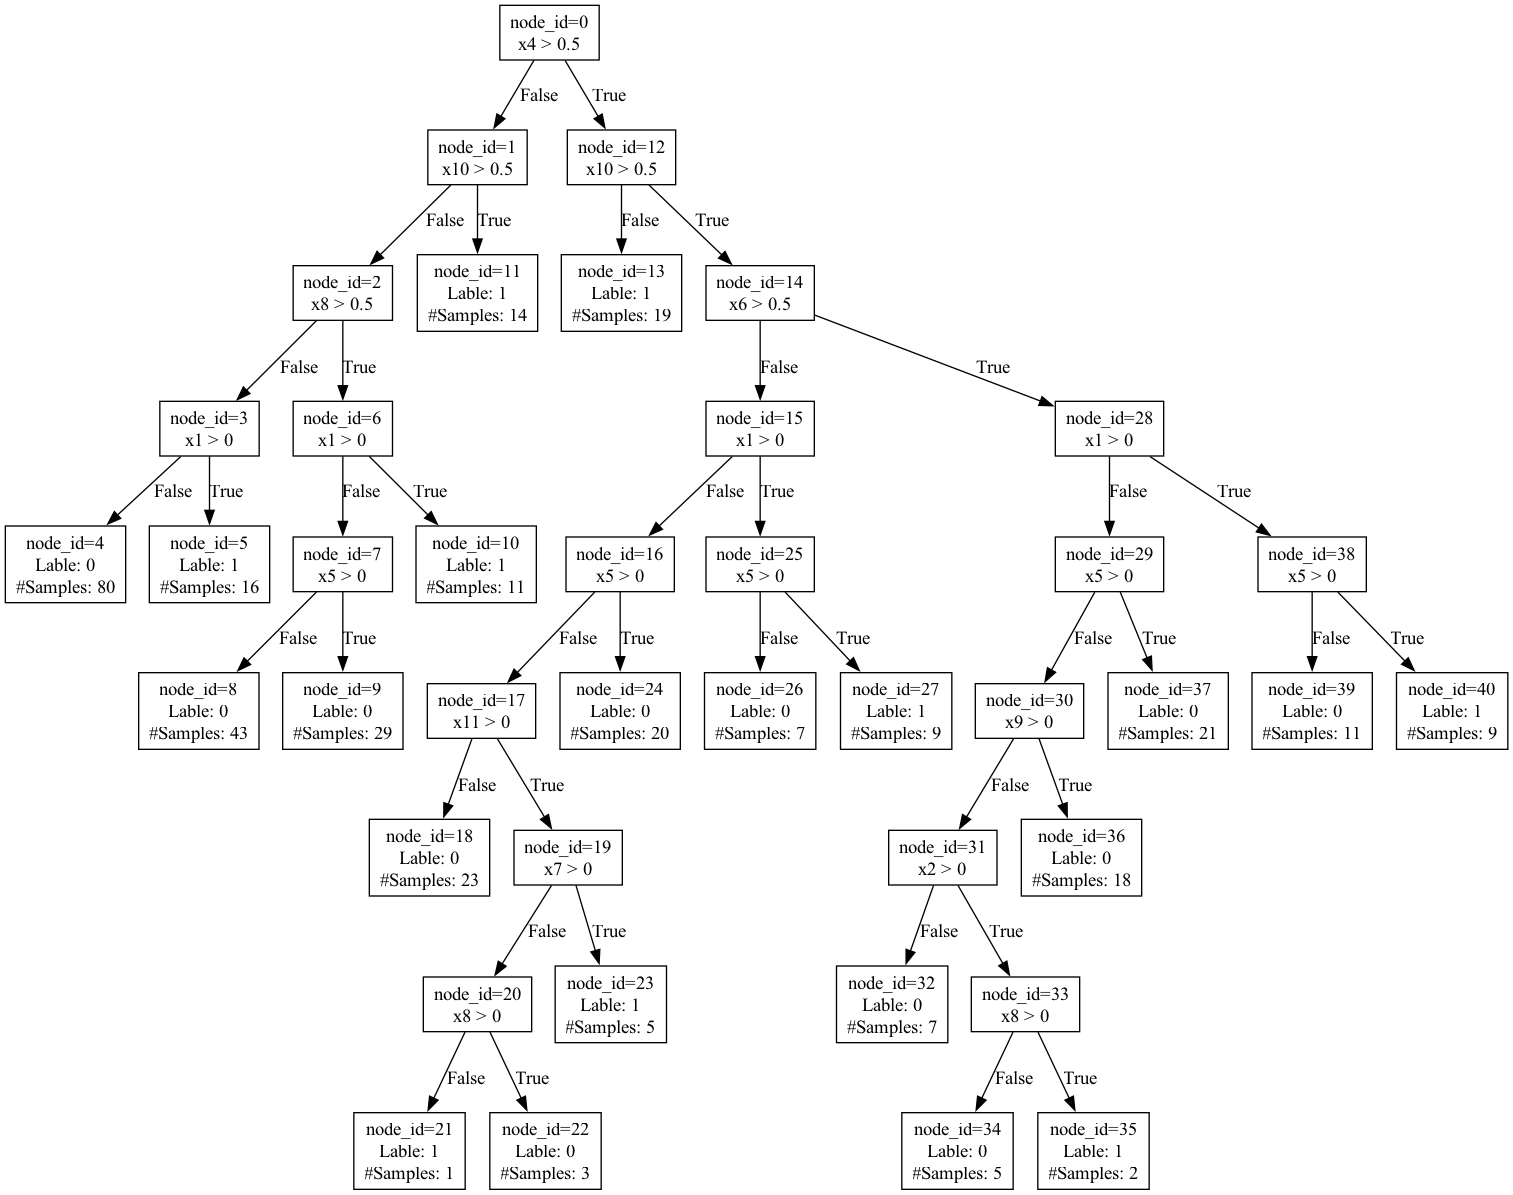 node_id=0
x4 > 0.5
False
True
node_id=1
x10 > 0.5
node_id=12
x10 > 0.5
False
True
False
True
node_id=2
x8 > 0.5
node_id=11
Lable: 1
#Samples: 14
node_id=13
Lable: 1
#Samples: 19
node_id=14
x6 > 0.5
False
True
False
True
node_id=3
x1 > 0
node_id=6
x1 > 0
node_id=15
x1 > 0
node_id=28
x1 > 0
False
True
False
True
False
True
False
True
node_id=4
Lable: 0
#Samples: 80
node_id=5
Lable: 1
#Samples: 16
node_id=7
x5 > 0
node_id=10
Lable: 1
#Samples: 11
node_id=16
x5 > 0
node_id=25
x5 > 0
node_id=29
x5 > 0
node_id=38
x5 > 0
False
True
False
True
False
True
False
True
False
True
node_id=8
Lable: 0
#Samples: 43
node_id=9
Lable: 0
#Samples: 29
node_id=17
x11 > 0
node_id=24
Lable: 0
#Samples: 20
node_id=26
Lable: 0
#Samples: 7
node_id=27
Lable: 1
#Samples: 9
node_id=30
x9 > 0
node_id=37
Lable: 0
#Samples: 21
node_id=39
Lable: 0
#Samples: 11
node_id=40
Lable: 1
#Samples: 9
False
True
False
True
node_id=18
Lable: 0
#Samples: 23
node_id=19
x7 > 0
node_id=31
x2 > 0
node_id=36
Lable: 0
#Samples: 18
False
True
False
True
node_id=20
x8 > 0
node_id=23
Lable: 1
#Samples: 5
node_id=32
Lable: 0
#Samples: 7
node_id=33
x8 > 0
False
True
False
True
node_id=21
Lable: 1
#Samples: 1
node_id=22
Lable: 0
#Samples: 3
node_id=34
Lable: 0
#Samples: 5
node_id=35
Lable: 1
#Samples: 2